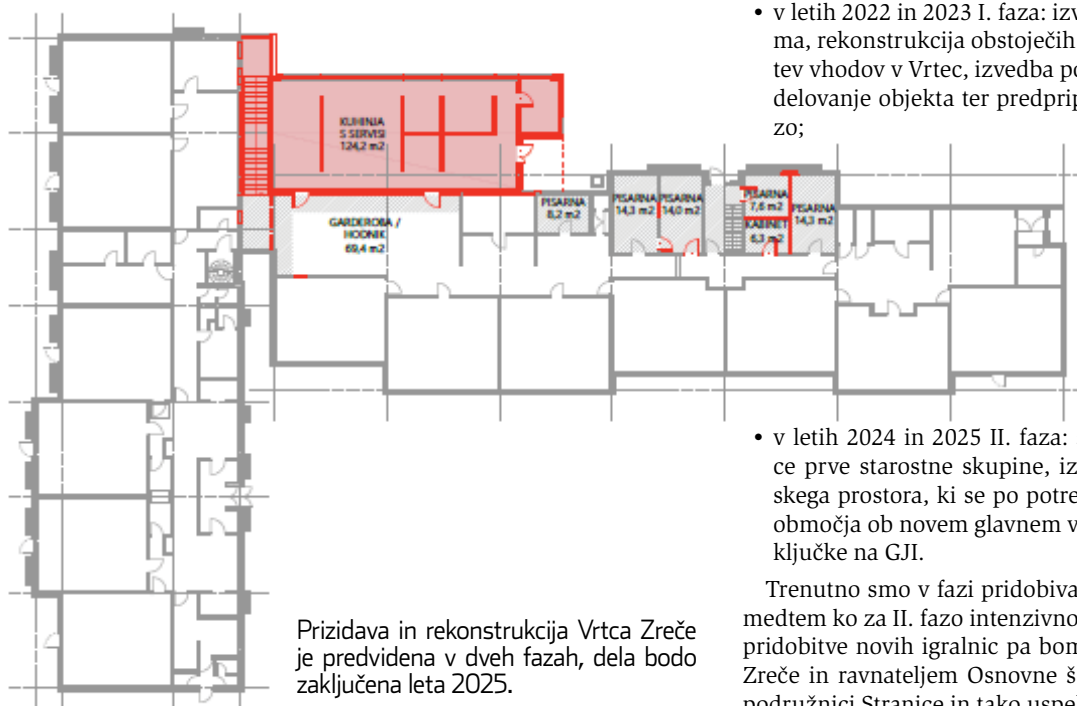 • v letih 2022 in 2023 I. faza: izv
ma, rekonstrukcija obstoječih
tev vhodov v Vrtec, izvedba po
delovanje objekta ter predprip
zo;
KUHINJA
S SERVISI
124,2 m2
GARDEROBA /
HODNIK
69,4 m2
PISARNA
8,2 m2
PISARNA
14,3 m2
PISARNA
14,0 m2
PISARNA
7,6 m2
KABINET
6,3 m2
PISARNA
14,3 m2
• v letih 2024 in 2025 II. faza:
ce prve starostne skupine, iz
skega prostora, ki se po potre
območja ob novem glavnem v
ključke na GJI.
Trenutno smo v fazi pridobiva
medtem ko za II. fazo intenzivno
pridobitve novih igralnic pa bom
Zreče in ravnateljem Osnovne š
podružnici Stranice in tako uspel
Prizidava in rekonstrukcija Vrtca Zreče
je predvidena v dveh fazah, dela bodo
zaključena leta 2025.